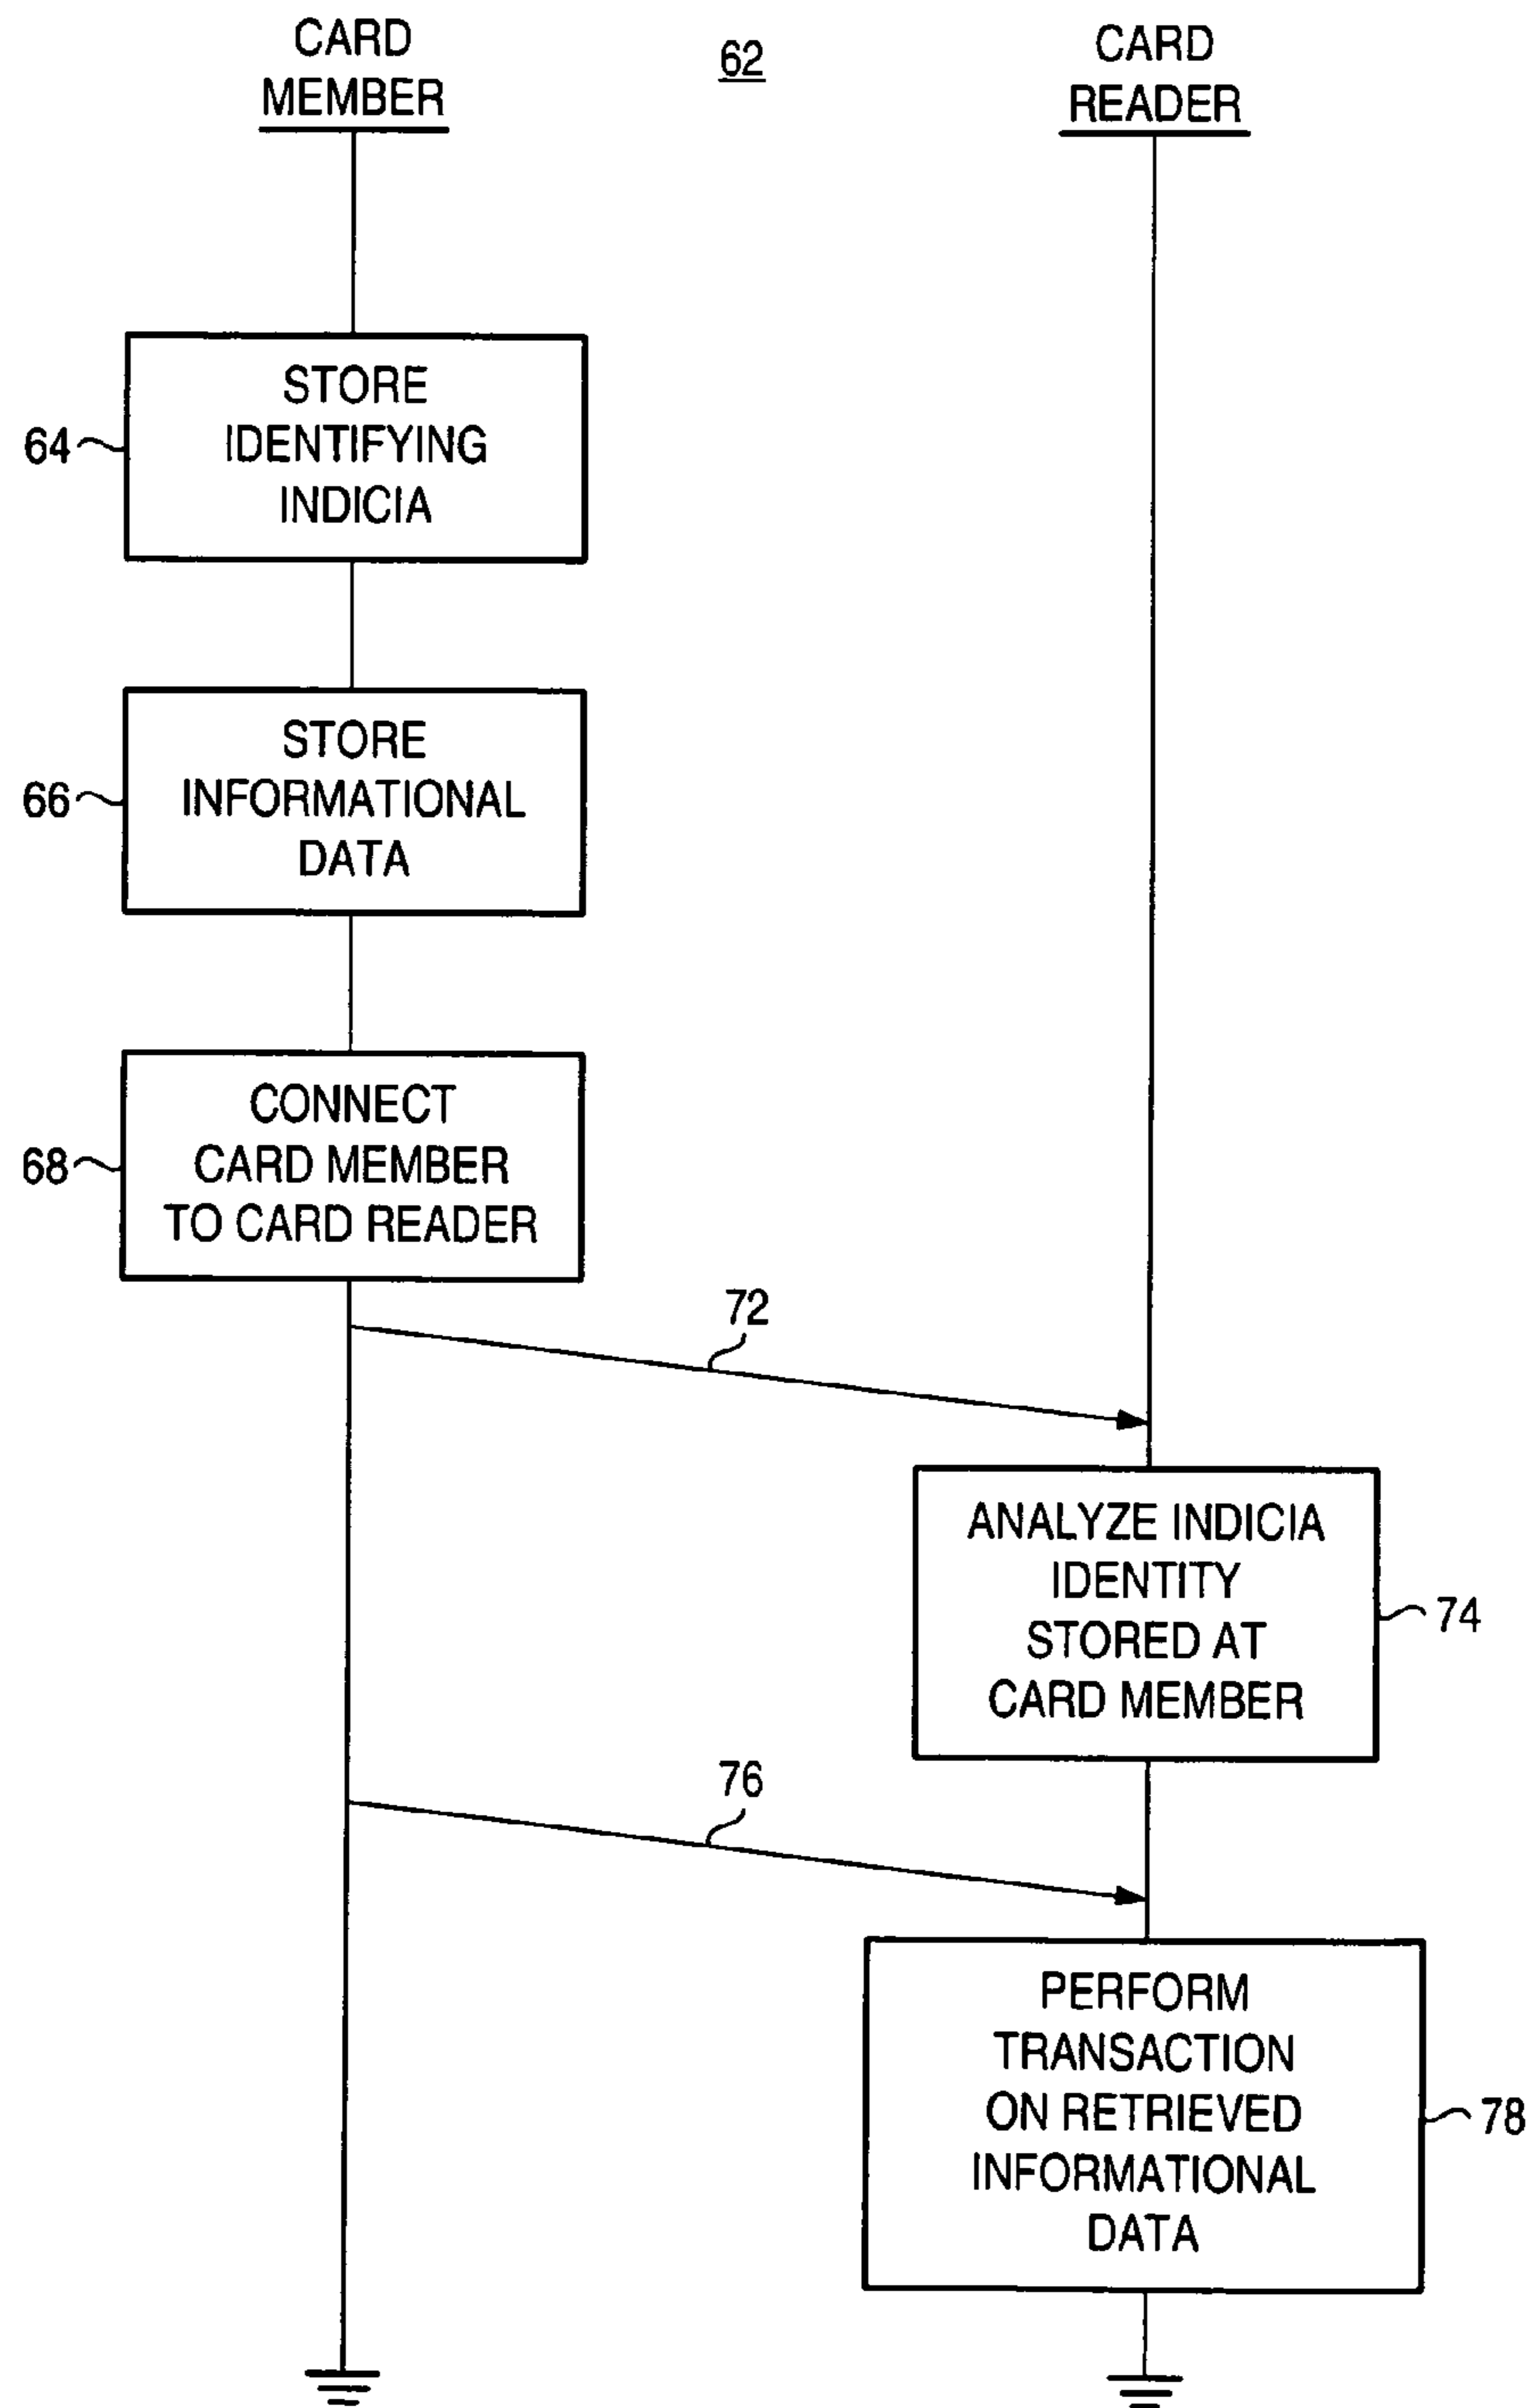 CARD
MEMBER
62
CARD
READER
STORE
IDENTIFYING
INDICIA
64
STORE
INFORMATIONAL
DATA
66
CONNECT
CARD MEMBER
TO CARD READER
68
72
ANALYZE INDICIA
IDENTITY
STORED AT
CARD MEMBER
74
76
PERFORM
TRANSACTION
ON RETRIEVED
INFORMATIONAL
DATA
78